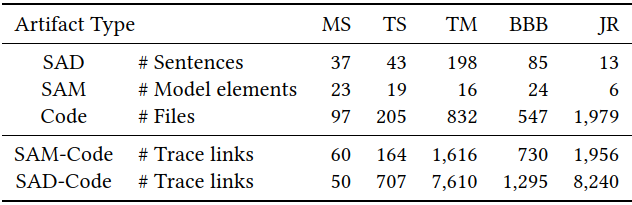 Artifact Type MS TS TM BBB JR
SAD # Sentences 37 43 198 85 13
SAM # Model elements 23 19 16 24 6
Code # Files 97 205 832 547 1,979
SAM-Code # Trace links 60 164 1,616 730 1,956
SAD-Code # Trace links 50 707 7,610 1,295 8,240